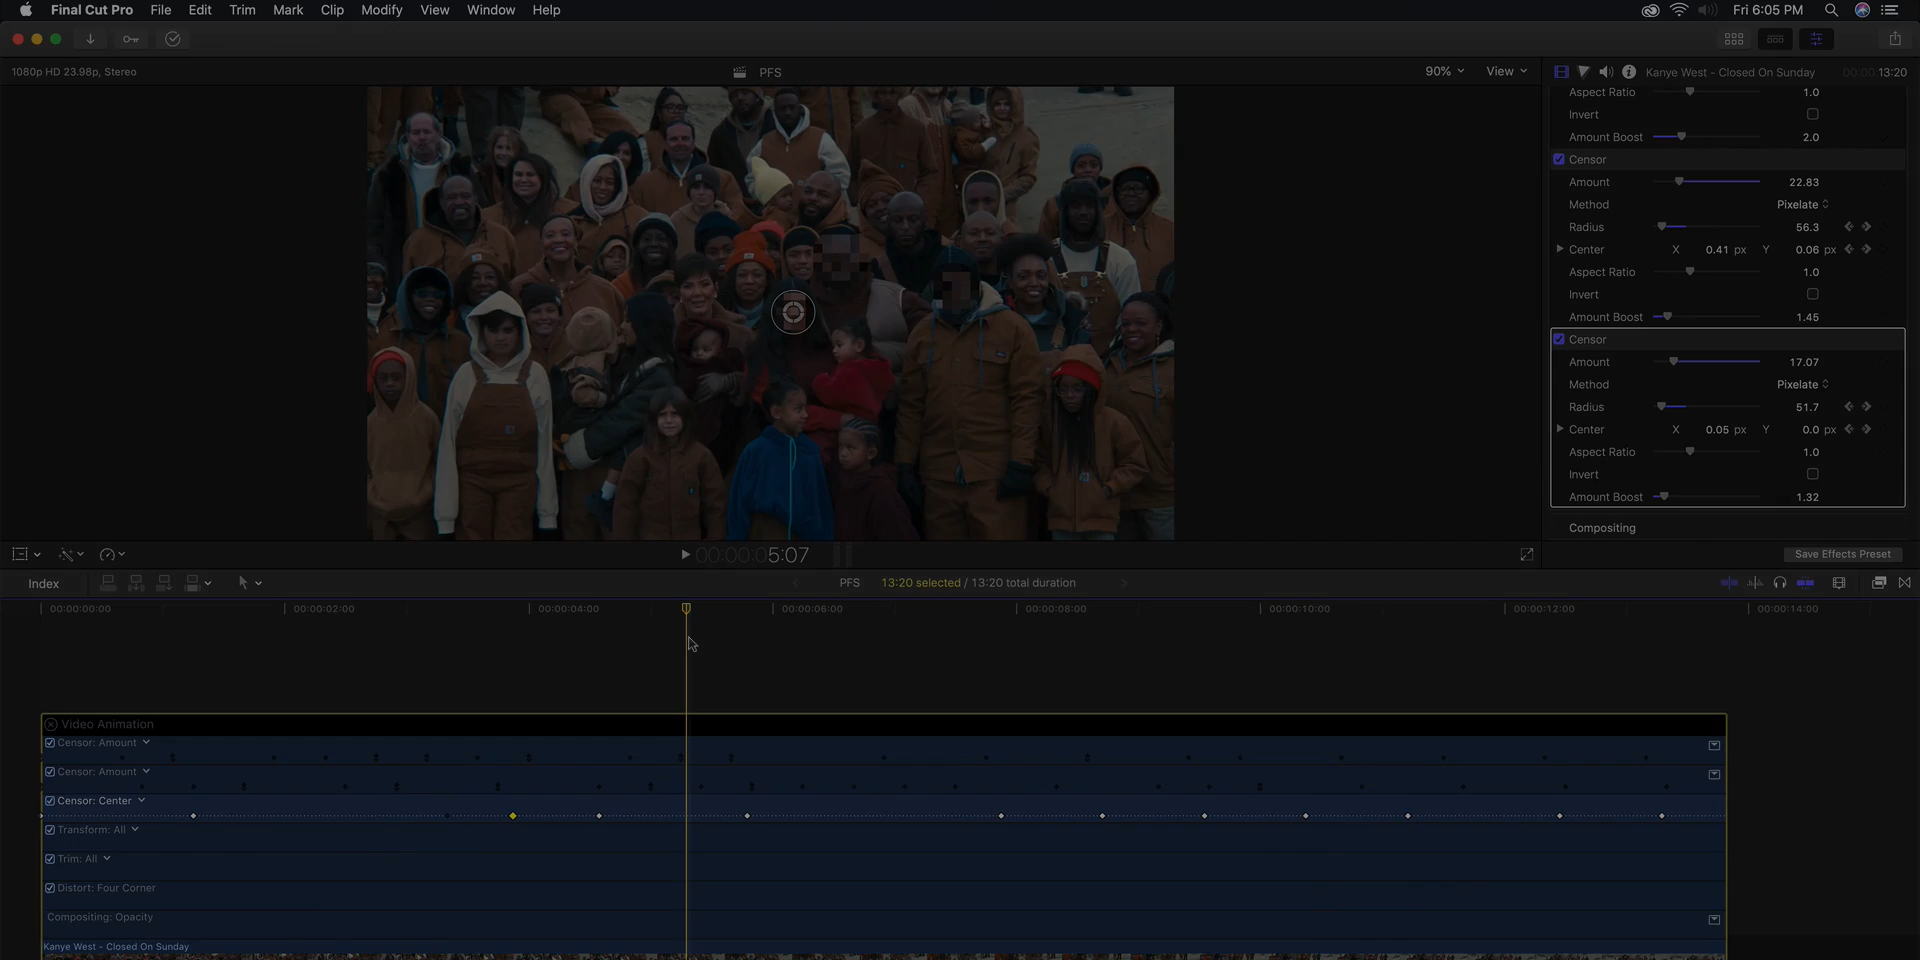 Final Cut Pro File Edit Trim Mark Clip Modify View Window Help
Fri 6:05 PM
1080p HD 23.98p, Stereo
PFS
90% View
Kanye West - Closed On Sunday 00:00:13:20
Aspect Ratio 1.0
Invert
Amount Boost 2.0
Censor
Amount 22.83
Method Pixelate
Radius 56.3
Center X 0.41 px Y 0.06 px
Aspect Ratio 1.0
Invert
Amount Boost 1.45
Censor
Amount 17.07
Method Pixelate
Radius 51.7
Center X 0.05 px Y 0.0 px
Aspect Ratio 1.0
Invert
Amount Boost 1.32
Compositing
00:00:00:5:07
Save Effects Preset
Index
PFS 13:20 selected / 13:20 total duration
00:00:00:00 00:00:02:00 00:00:04:00 00:00:06:00 00:00:08:00 00:00:10:00 00:00:12:00 00:00:14:00
Video Animation
Censor: Amount
Censor: Amount
Censor: Center
Transform: All
Trim: All
Distort: Four Corner
Compositing: Opacity
Kanye West - Closed On Sunday